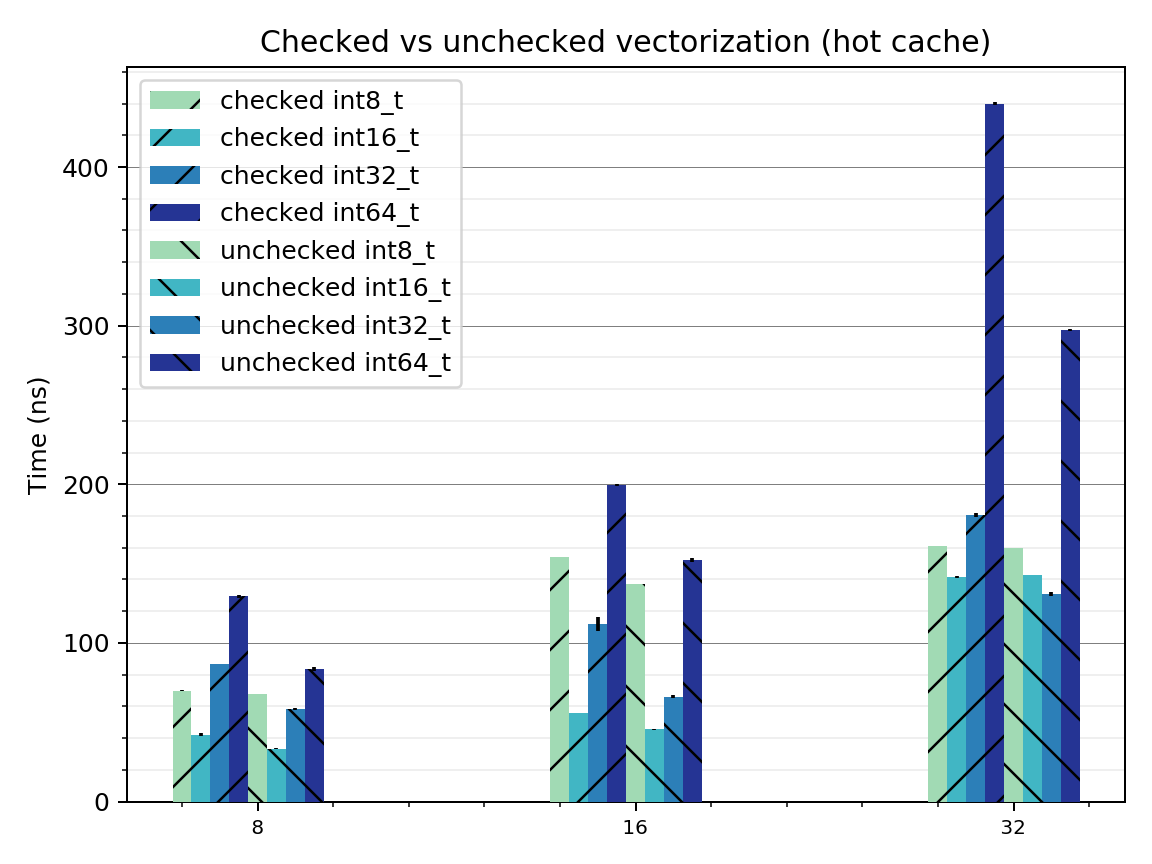 Checked vs unchecked vectorization (hot cache)
checked int8_t
checked int16_t
checked int32_t
checked int64_t
unchecked int8_t
unchecked int16_t
unchecked int32_t
unchecked int64_t
Time (ns)
400
300
200
100
0
8
16
32